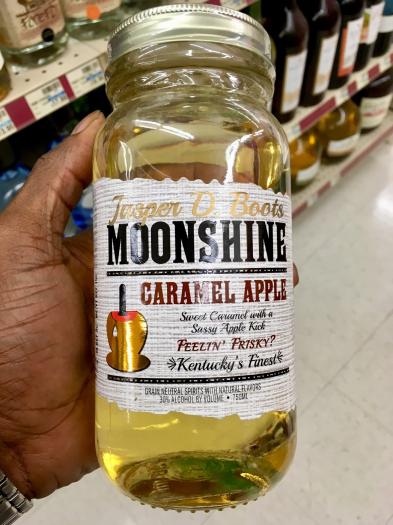 Jasper D. Boots
MOONSHINE
CARAMEL APPLE
Sweet Caramel with a
Sassy Apple Kick
FEELIN' FRISKY?
Kentucky's Finest
GRAIN NEUTRAL SPIRITS WITH NATURAL FLAVORS
30% ALCOHOL BY VOLUME • 750ML